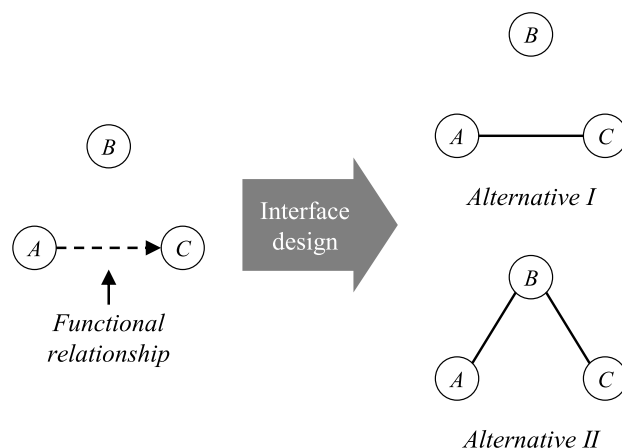 B
A
C
Functional
relationship
Interface
design
B
A
C
Alternative I
B
A
C
Alternative II